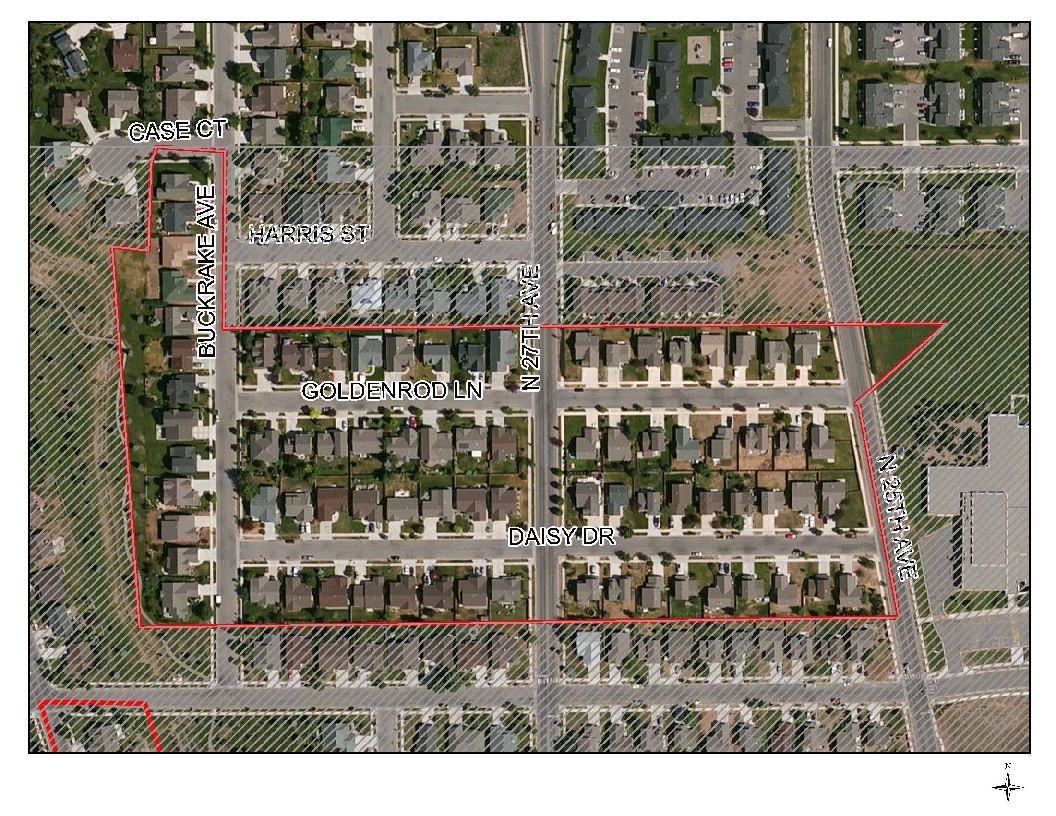 CASE CT
BUCKRAKE AVE
HARRIS ST
N 27TH AVE
GOLDENROD LN
N 25TH AVE
DAISY DR
N